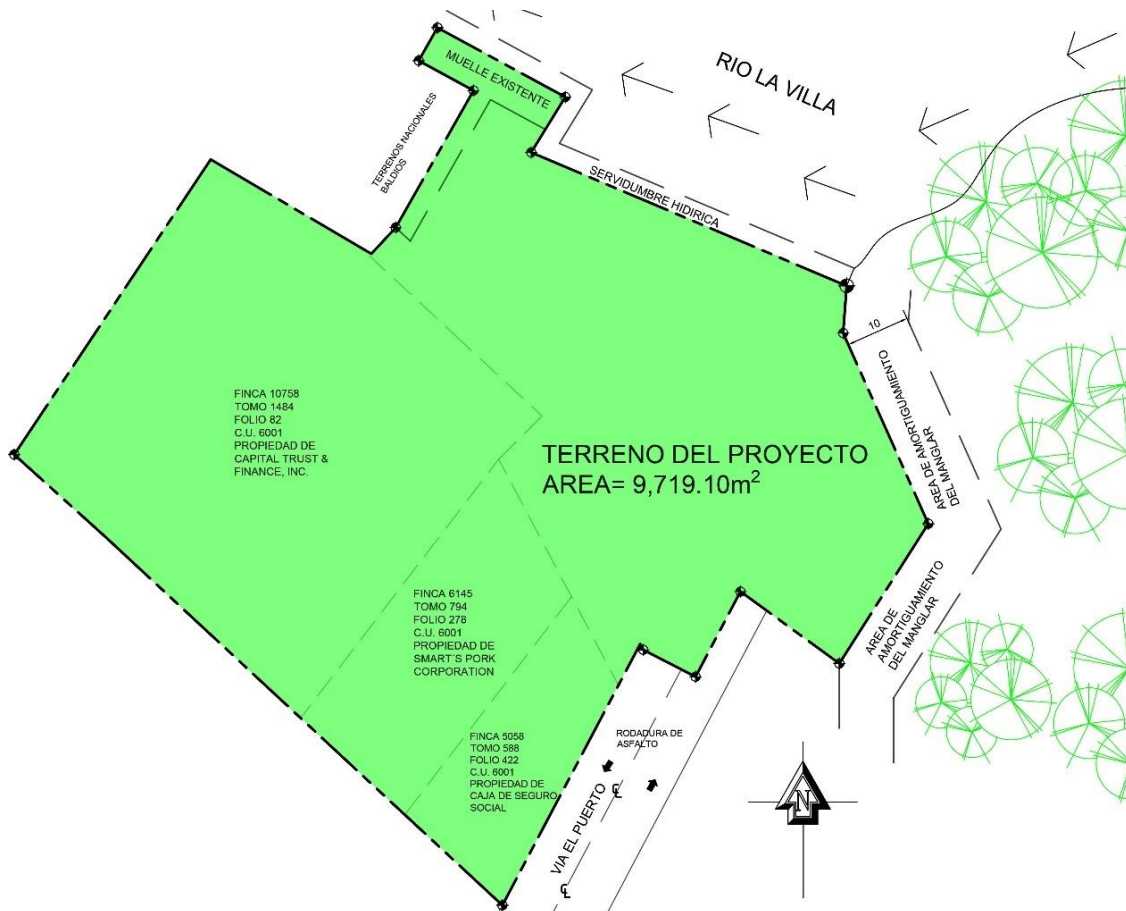 MUELLE EXISTENTE
RIO LA VILLA
TERRENOS NACIONALES
BALDIOS
SERVIDUMBRE HIDIRICA
10
AREA DE AMORTIGUAMIENTO
DEL MANGLAR
FINCA 10758
TOMO 1484
FOLIO 82
C.U. 6001
PROPIEDAD DE
CAPITAL TRUST &
FINANCE, INC.
TERRENO DEL PROYECTO
AREA= 9,719.10m²
FINCA 6145
TOMO 794
FOLIO 278
C.U. 6001
PROPIEDAD DE
SMART´S PORK
CORPORATION
AREA DE
AMORTIGUAMIENTO
DEL MANGLAR
FINCA 5058
TOMO 588
FOLIO 422
C.U. 6001
PROPIEDAD DE
CAJA DE SEGURO
SOCIAL
RODADURA DE
ASFALTO
VIA EL PUERTO
℄
℄
N